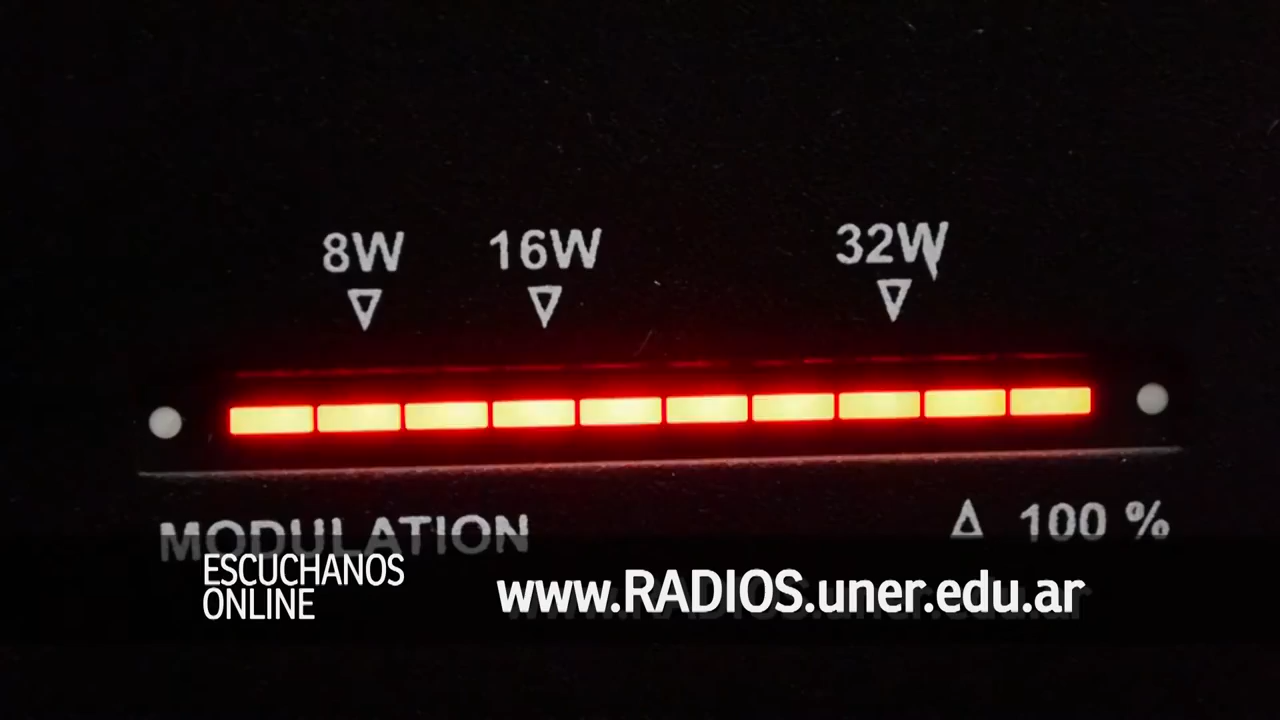 8W 16W 32W
MODULATION 100 %
ESCUCHANOS
ONLINE
www.RADIOS.uner.edu.ar